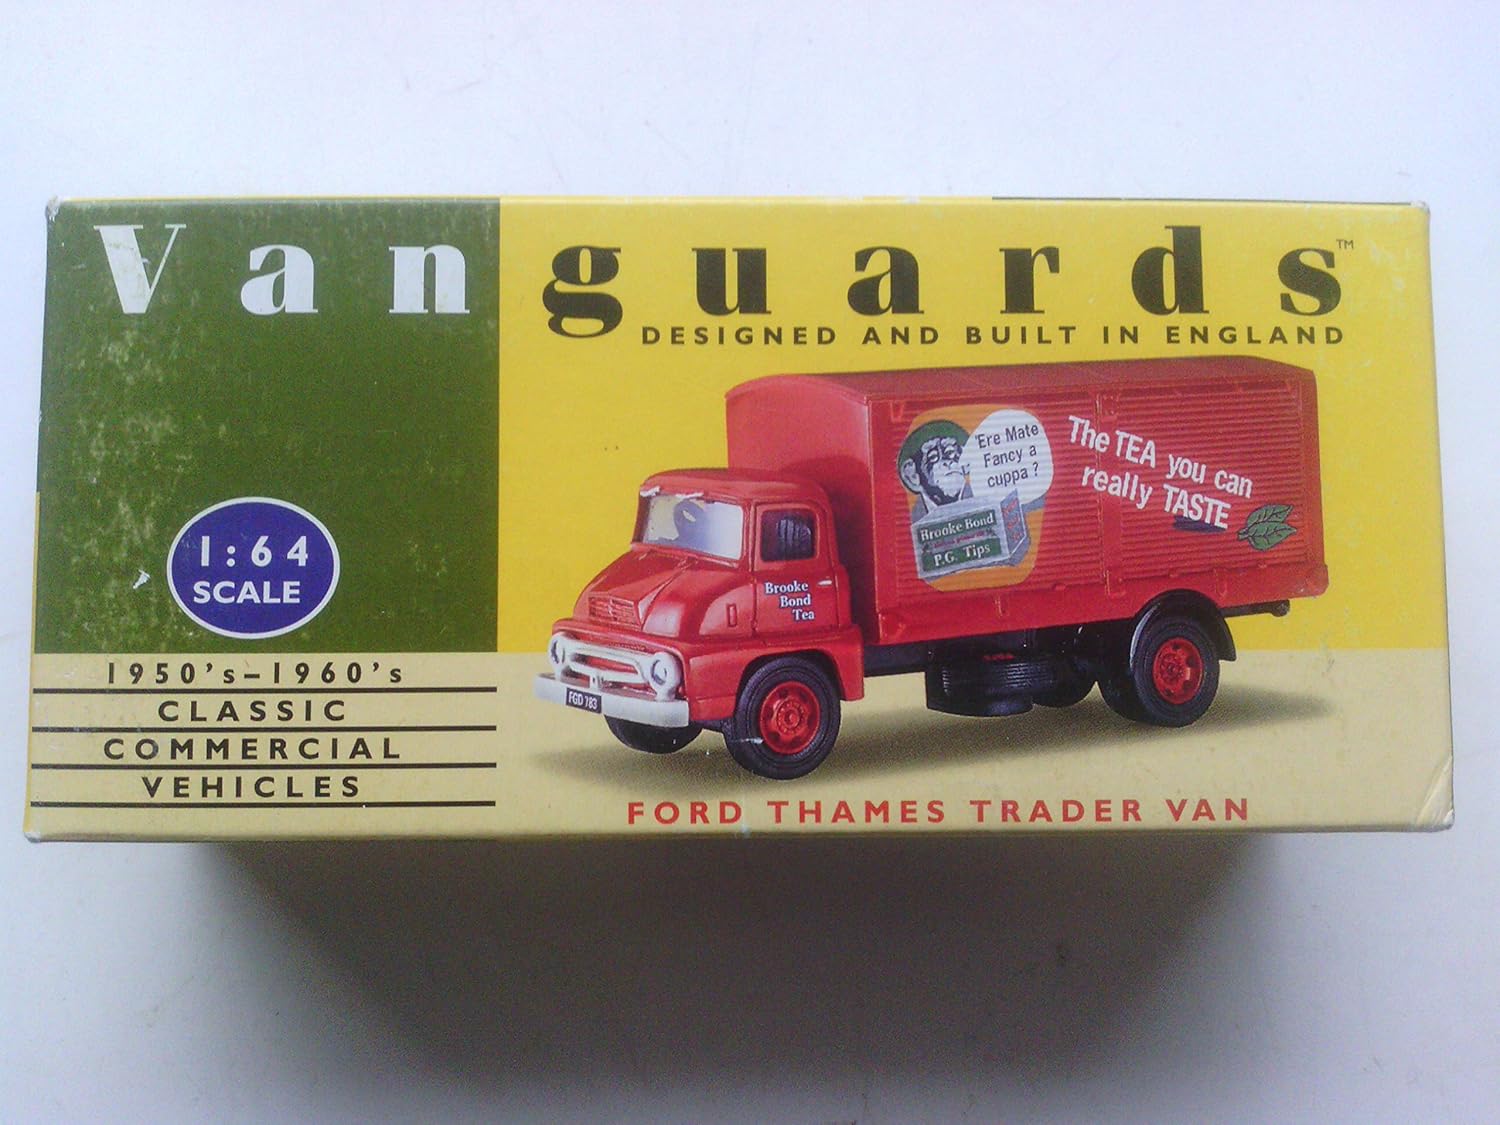 Vanguards™
DESIGNED AND BUILT IN ENGLAND
1:64
SCALE
1950's–1960's
CLASSIC
COMMERCIAL
VEHICLES
'Ere Mate
Fancy a
cuppa?
The TEA you can
really TASTE
Brooke Bond
P.G. Tips
Brooke
Bond
Tea
FGD 783
FORD THAMES TRADER VAN